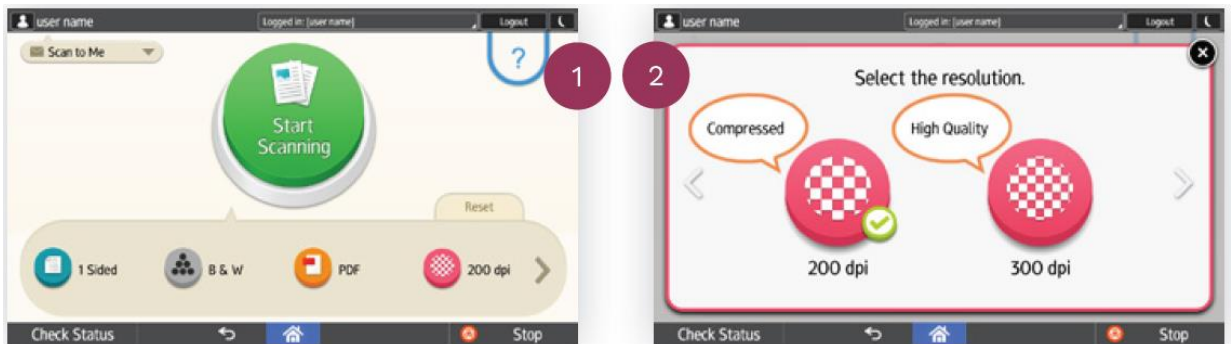 user name
Logged in: [user name]
Logout
Scan to Me
?
Start
Scanning
Reset
1 Sided
B & W
PDF
200 dpi
Check Status
Stop
1
2
user name
Logged in: [user name]
Logout
Select the resolution.
Compressed
High Quality
200 dpi
300 dpi
Check Status
Stop